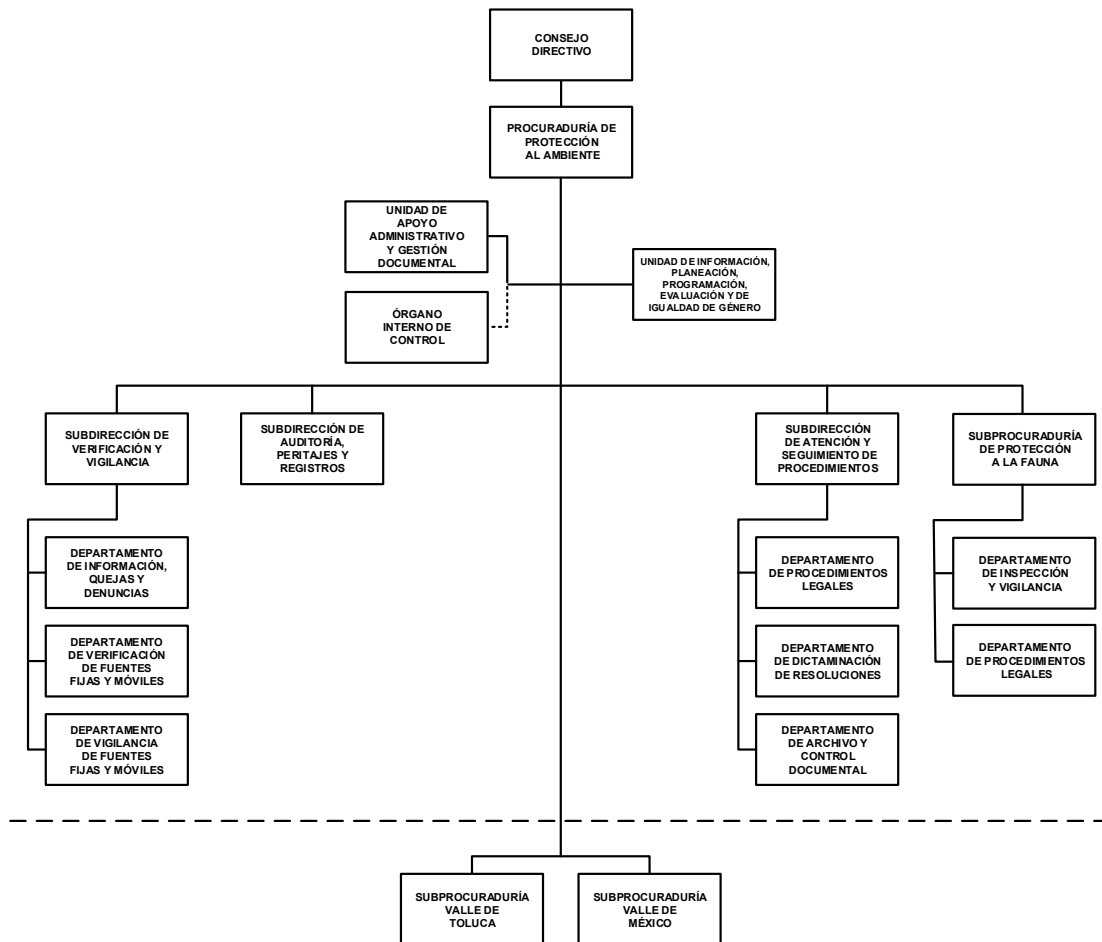 CONSEJO
DIRECTIVO
PROCURADURÍA DE
PROTECCIÓN
AL AMBIENTE
UNIDAD DE
APOYO
ADMINISTRATIVO
Y GESTIÓN
DOCUMENTAL
UNIDAD DE INFORMACIÓN,
PLANEACIÓN,
PROGRAMACIÓN,
EVALUACIÓN Y DE
IGUALDAD DE GÉNERO
ÓRGANO
INTERNO DE
CONTROL
SUBDIRECCIÓN DE
VERIFICACIÓN Y
VIGILANCIA
SUBDIRECCIÓN DE
AUDITORÍA,
PERITAJES Y
REGISTROS
SUBDIRECCIÓN
DE ATENCIÓN Y
SEGUIMIENTO DE
PROCEDIMIENTOS
SUBPROCURADURÍA
DE PROTECCIÓN
A LA FAUNA
DEPARTAMENTO
DE INFORMACIÓN,
QUEJAS Y
DENUNCIAS
DEPARTAMENTO
DE VERIFICACIÓN
DE FUENTES
FIJAS Y MÓVILES
DEPARTAMENTO
DE VIGILANCIA
DE FUENTES
FIJAS Y MÓVILES
DEPARTAMENTO
DE PROCEDIMIENTOS
LEGALES
DEPARTAMENTO
DE DICTAMINACIÓN
DE RESOLUCIONES
DEPARTAMENTO
DE ARCHIVO Y
CONTROL
DOCUMENTAL
DEPARTAMENTO
DE INSPECCIÓN
Y VIGILANCIA
DEPARTAMENTO
DE PROCEDIMIENTOS
LEGALES
SUBPROCURADURÍA
VALLE DE
TOLUCA
SUBPROCURADURÍA
VALLE DE
MÉXICO